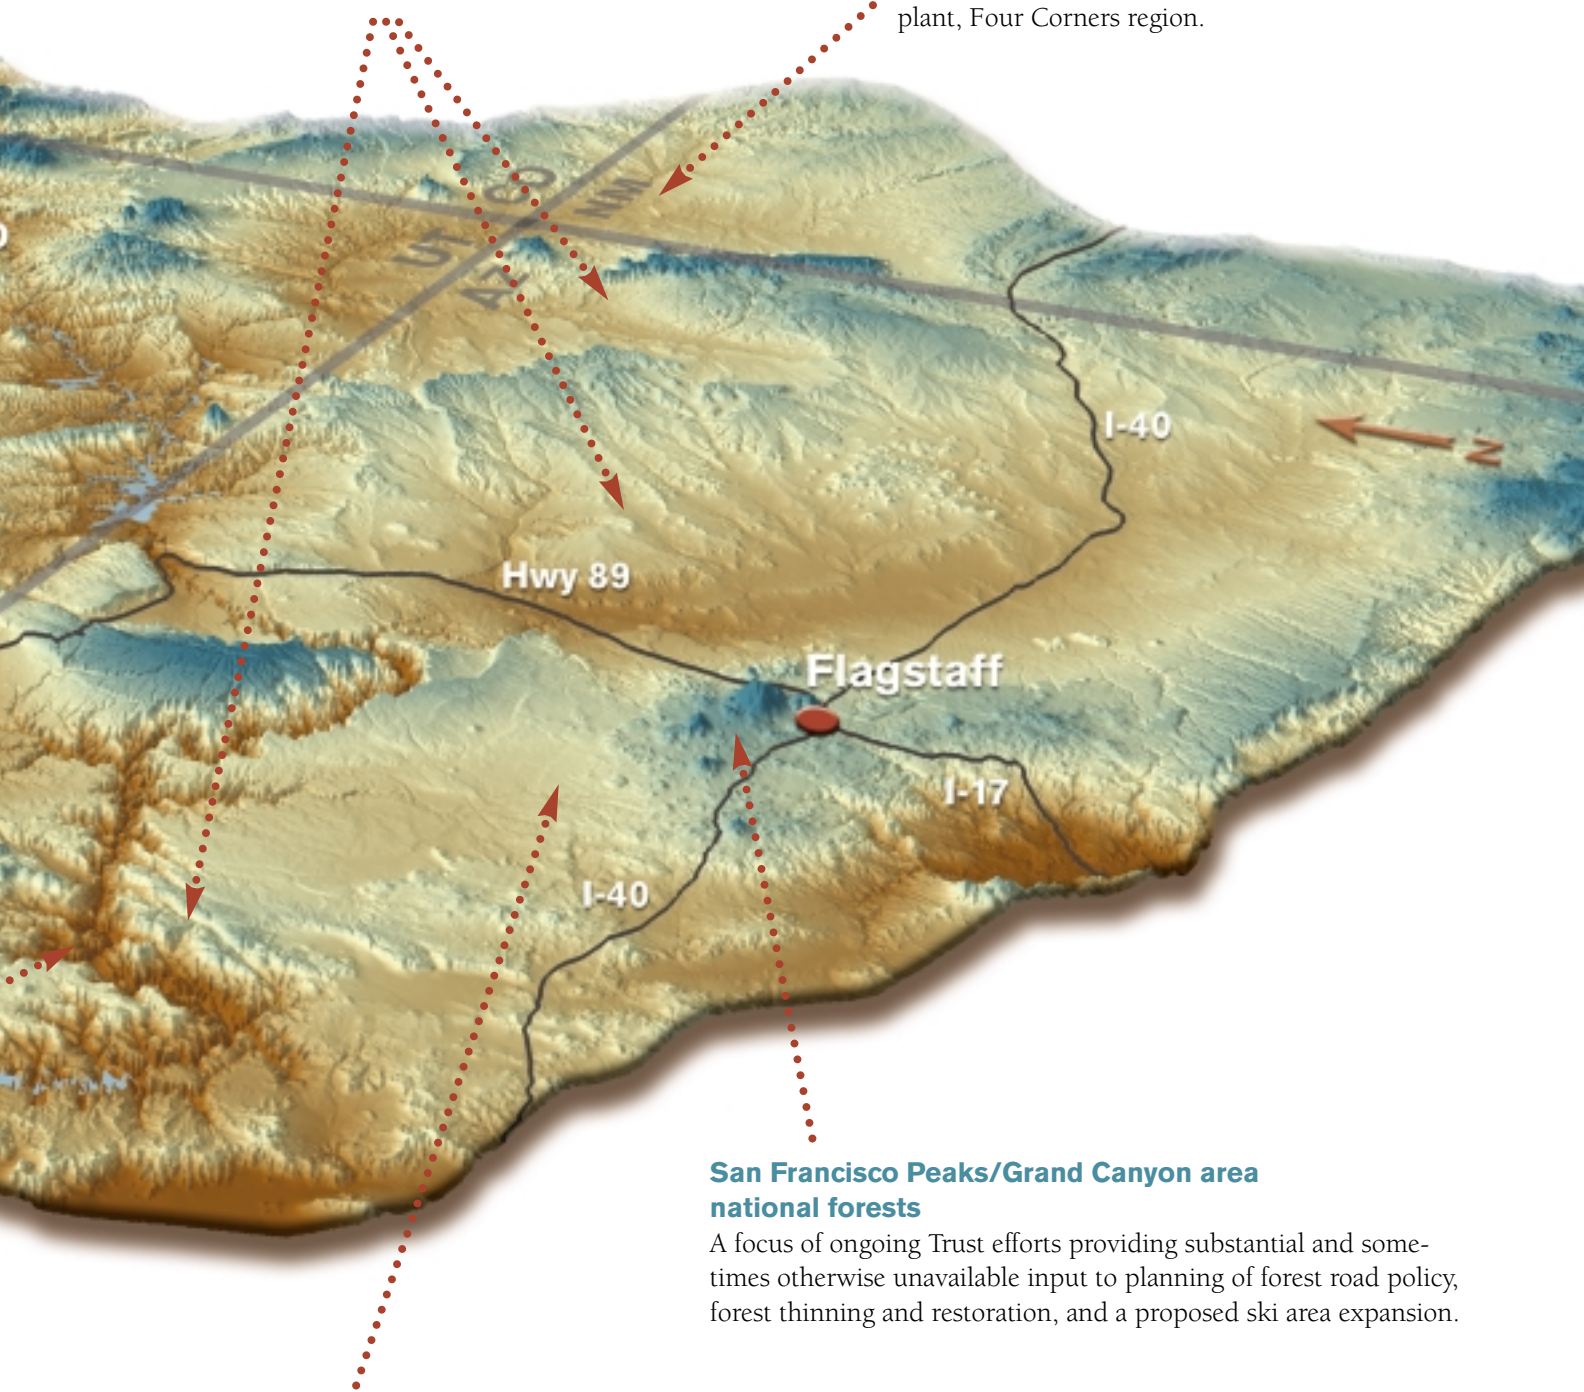 plant, Four Corners region.
CO
NM
UT
AZ
I-40
N
Hwy 89
Flagstaff
I-17
I-40
San Francisco Peaks/Grand Canyon area
national forests
A focus of ongoing Trust efforts providing substantial and some-
times otherwise unavailable input to planning of forest road policy,
forest thinning and restoration, and a proposed ski area expansion.